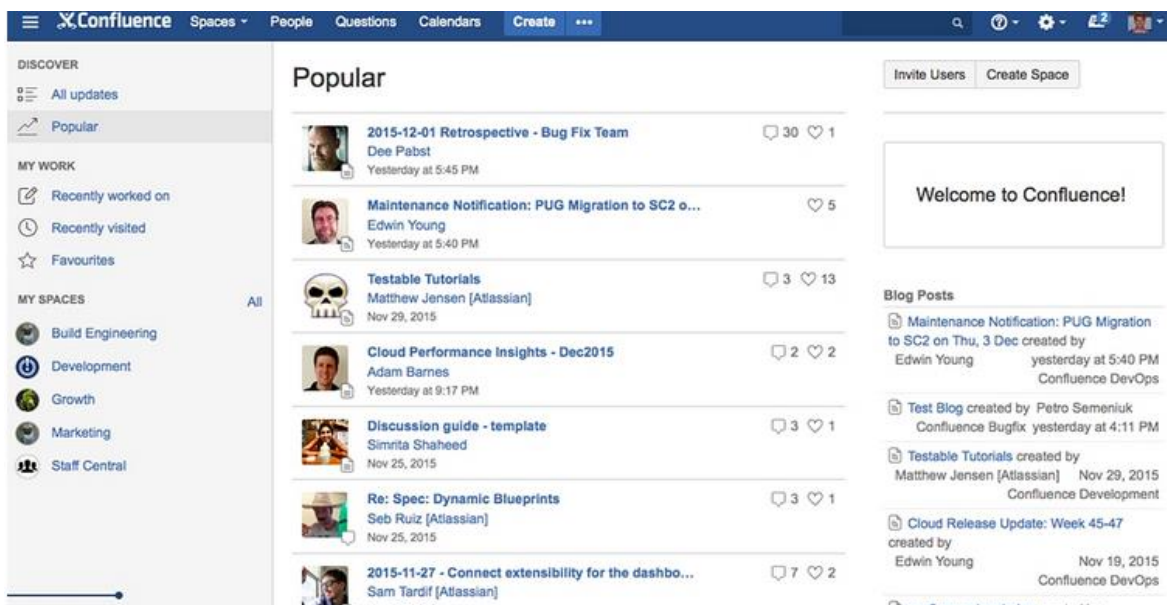 Confluence Spaces People Questions Calendars Create ••• 2
DISCOVER
All updates
Popular
MY WORK
Recently worked on
Recently visited
Favourites
MY SPACES All
Build Engineering
Development
Growth
Marketing
Staff Central
Popular
2015-12-01 Retrospective - Bug Fix Team 30 1
Dee Pabst
Yesterday at 5:45 PM
Maintenance Notification: PUG Migration to SC2 o... 5
Edwin Young
Yesterday at 5:40 PM
Testable Tutorials 3 13
Matthew Jensen [Atlassian]
Nov 29, 2015
Cloud Performance Insights - Dec2015 2 2
Adam Barnes
Yesterday at 9:17 PM
Discussion guide - template 3 1
Simrita Shaheed
Nov 25, 2015
Re: Spec: Dynamic Blueprints 3 1
Seb Ruiz [Atlassian]
Nov 25, 2015
2015-11-27 - Connect extensibility for the dashbo... 7 2
Sam Tardif [Atlassian]
Invite Users Create Space
Welcome to Confluence!
Blog Posts
Maintenance Notification: PUG Migration
to SC2 on Thu, 3 Dec created by
Edwin Young yesterday at 5:40 PM
Confluence DevOps
Test Blog created by Petro Semeniuk
Confluence Bugfix yesterday at 4:11 PM
Testable Tutorials created by
Matthew Jensen [Atlassian] Nov 29, 2015
Confluence Development
Cloud Release Update: Week 45-47
created by
Edwin Young Nov 19, 2015
Confluence DevOps